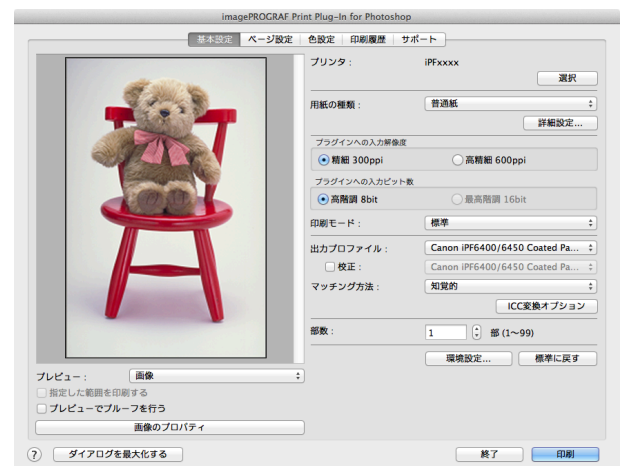 imagePROGRAF Print Plug-In for Photoshop
基本設定 ページ設定 色設定 印刷履歴 サポート
プリンタ： iPFxxxx
選択
用紙の種類： 普通紙
詳細設定...
プラグインへの入力解像度
精細 300ppi 高精細 600ppi
プラグインへの入力ビット数
高階調 8bit 最高階調 16bit
印刷モード： 標準
出力プロファイル： Canon iPF6400/6450 Coated Pa...
校正： Canon iPF6400/6450 Coated Pa...
マッチング方法： 知覚的
ICC変換オプション
部数： 1 部 (1〜99)
環境設定... 標準に戻す
プレビュー： 画像
指定した範囲を印刷する
プレビューでプルーフを行う
画像のプロパティ
? ダイアログを最大化する 終了 印刷